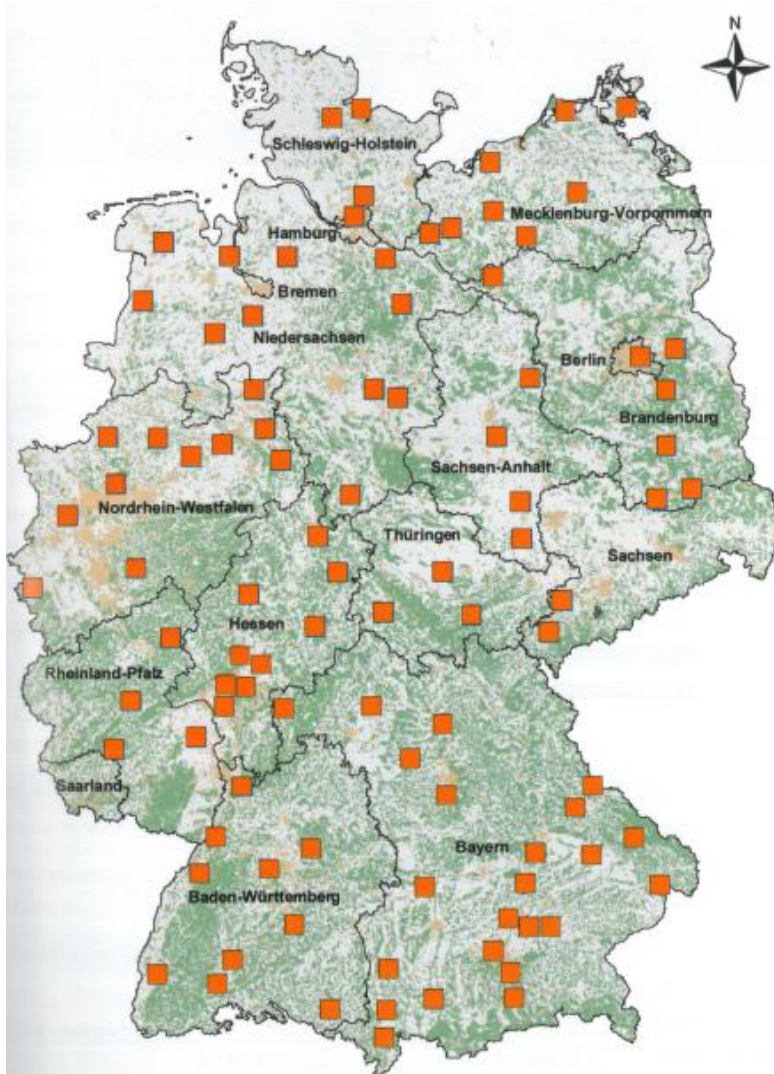 N
Schleswig-Holstein
Mecklenburg-Vorpommern
Hamburg
Bremen
Niedersachsen
Berlin
Brandenburg
Sachsen-Anhalt
Nordrhein-Westfalen
Thüringen
Sachsen
Hessen
Rheinland-Pfalz
Saarland
Bayern
Baden-Württemberg